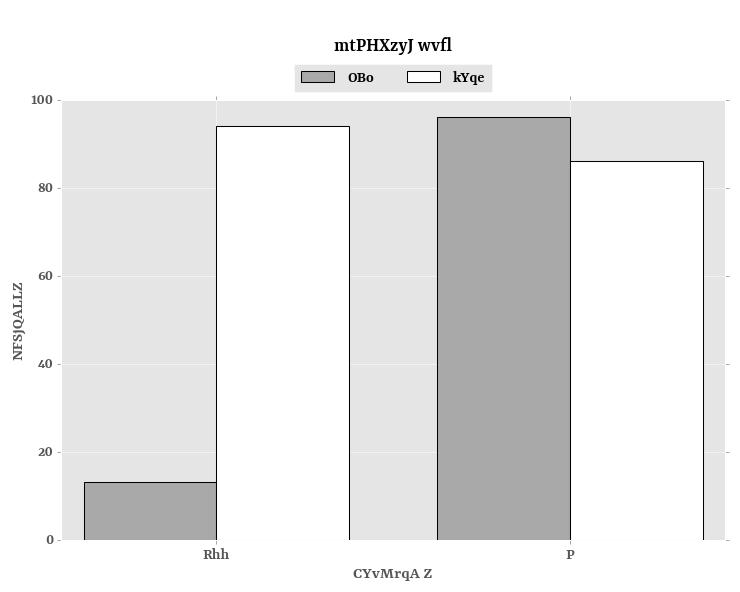 mtPHXzyJ wvfl
OBo kYqe
100
80
60
40
20
0
NFSjQALLZ
Rhh P
CYvMrqA Z